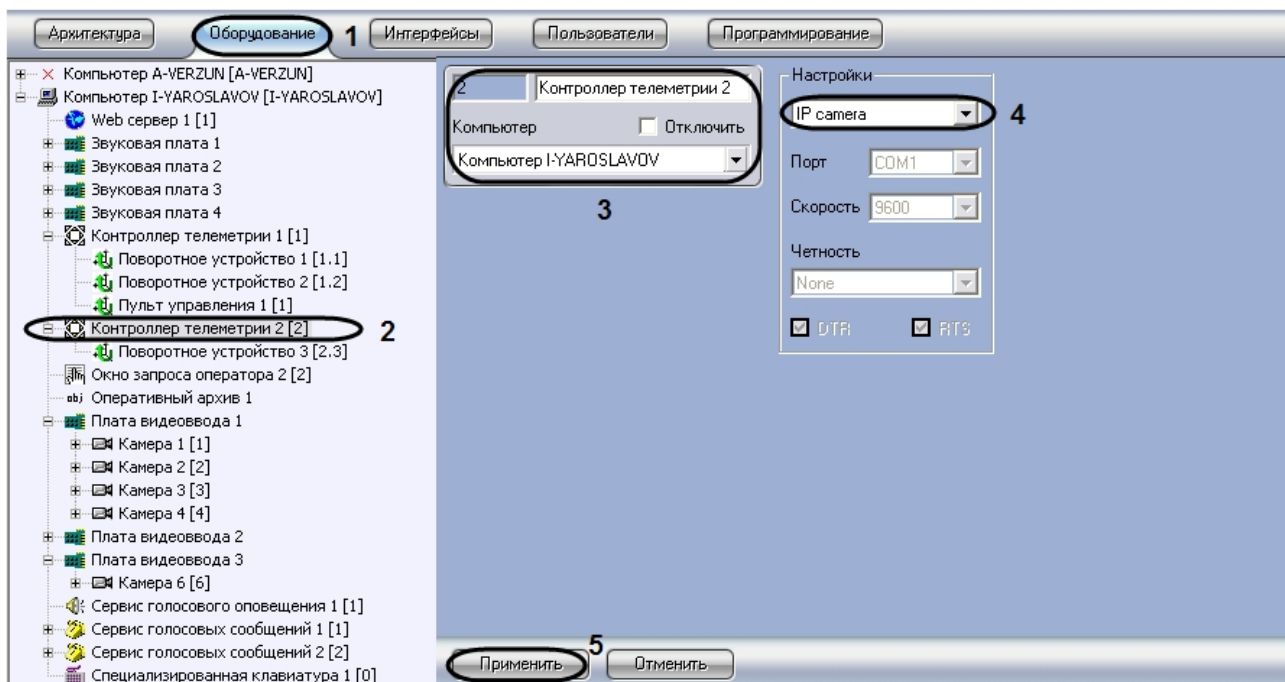 Архитектура
Оборудование
1
Интерфейсы
Пользователи
Программирование
Компьютер A-VERZUN [A-VERZUN]
Компьютер I-YAROSLAVOV [I-YAROSLAVOV]
Web сервер 1 [1]
Звуковая плата 1
Звуковая плата 2
Звуковая плата 3
Звуковая плата 4
Контроллер телеметрии 1 [1]
Поворотное устройство 1 [1.1]
Поворотное устройство 2 [1.2]
Пульт управления 1 [1]
Контроллер телеметрии 2 [2]
2
Поворотное устройство 3 [2.3]
Окно запроса оператора 2 [2]
obj Оперативный архив 1
Плата видеоввода 1
Камера 1 [1]
Камера 2 [2]
Камера 3 [3]
Камера 4 [4]
Плата видеоввода 2
Плата видеоввода 3
Камера 6 [6]
Сервис голосового оповещения 1 [1]
Сервис голосовых сообщений 1 [1]
Сервис голосовых сообщений 2 [2]
Специализированная клавиатура 1 [0]
2
Контроллер телеметрии 2
Компьютер
Отключить
Компьютер I-YAROSLAVOV
3
Настройки
IP camera
4
Порт
COM1
Скорость
9600
Четность
None
DTR
RTS
Применить
5
Отменить